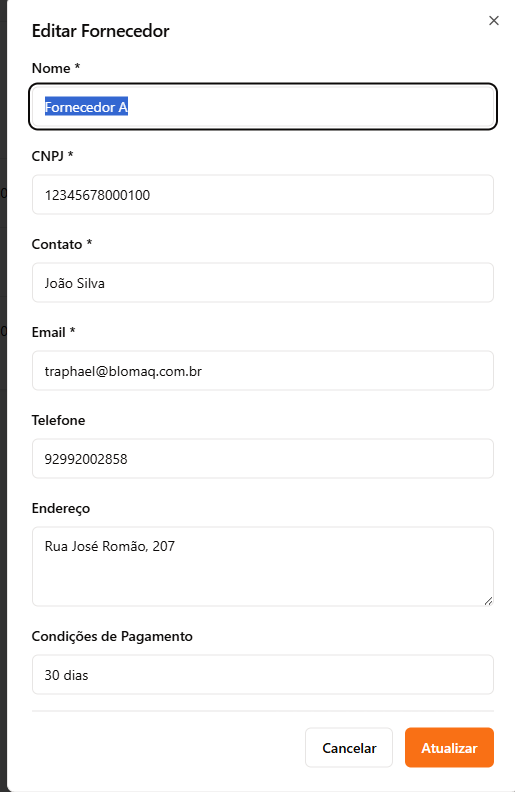 Editar Fornecedor
Nome *
Fornecedor A
CNPJ *
12345678000100
Contato *
João Silva
Email *
traphael@blomaq.com.br
Telefone
92992002858
Endereço
Rua José Romão, 207
Condições de Pagamento
30 dias
Cancelar
Atualizar